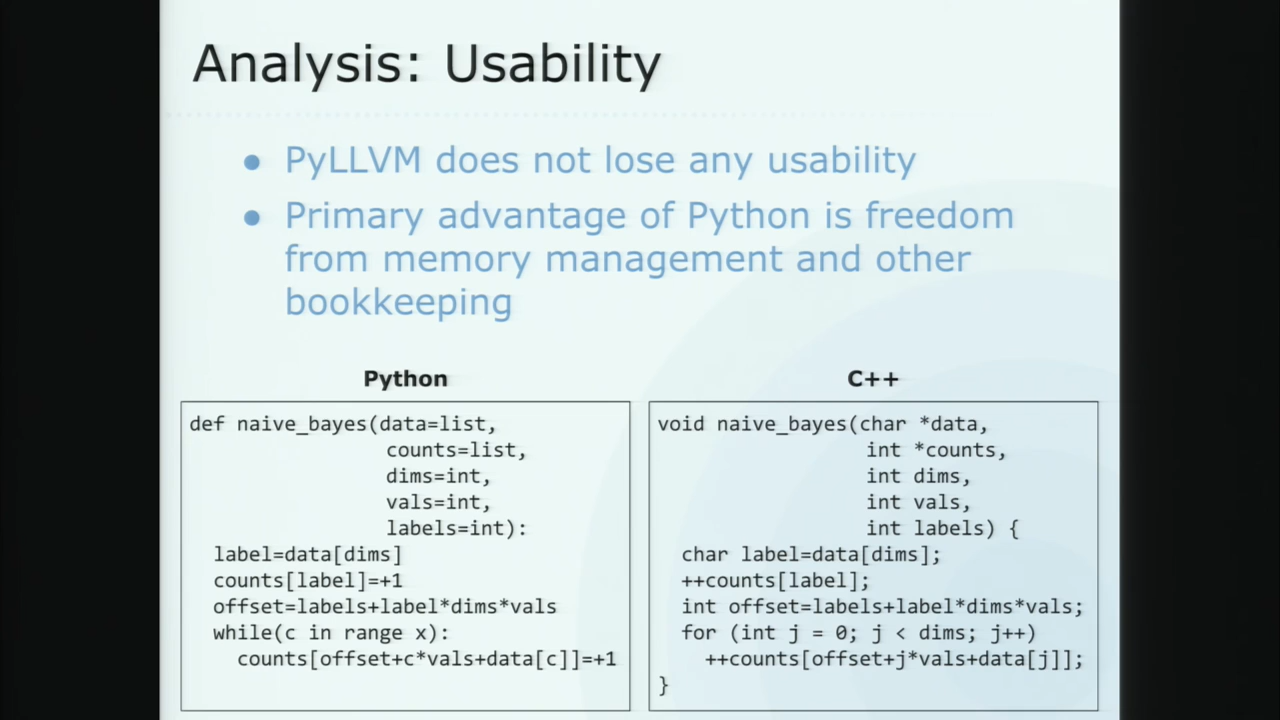 Analysis: Usability
● PyLLVM does not lose any usability
● Primary advantage of Python is freedom
from memory management and other
bookkeeping
Python
def naive_bayes(data=list,
counts=list,
dims=int,
vals=int,
labels=int):
label=data[dims]
counts[label]=+1
offset=labels+label*dims*vals
while(c in range x):
counts[offset+c*vals+data[c]]=+1
C++
void naive_bayes(char *data,
int *counts,
int dims,
int vals,
int labels) {
char label=data[dims];
++counts[label];
int offset=labels+label*dims*vals;
for (int j = 0; j < dims; j++)
++counts[offset+j*vals+data[j]];
}